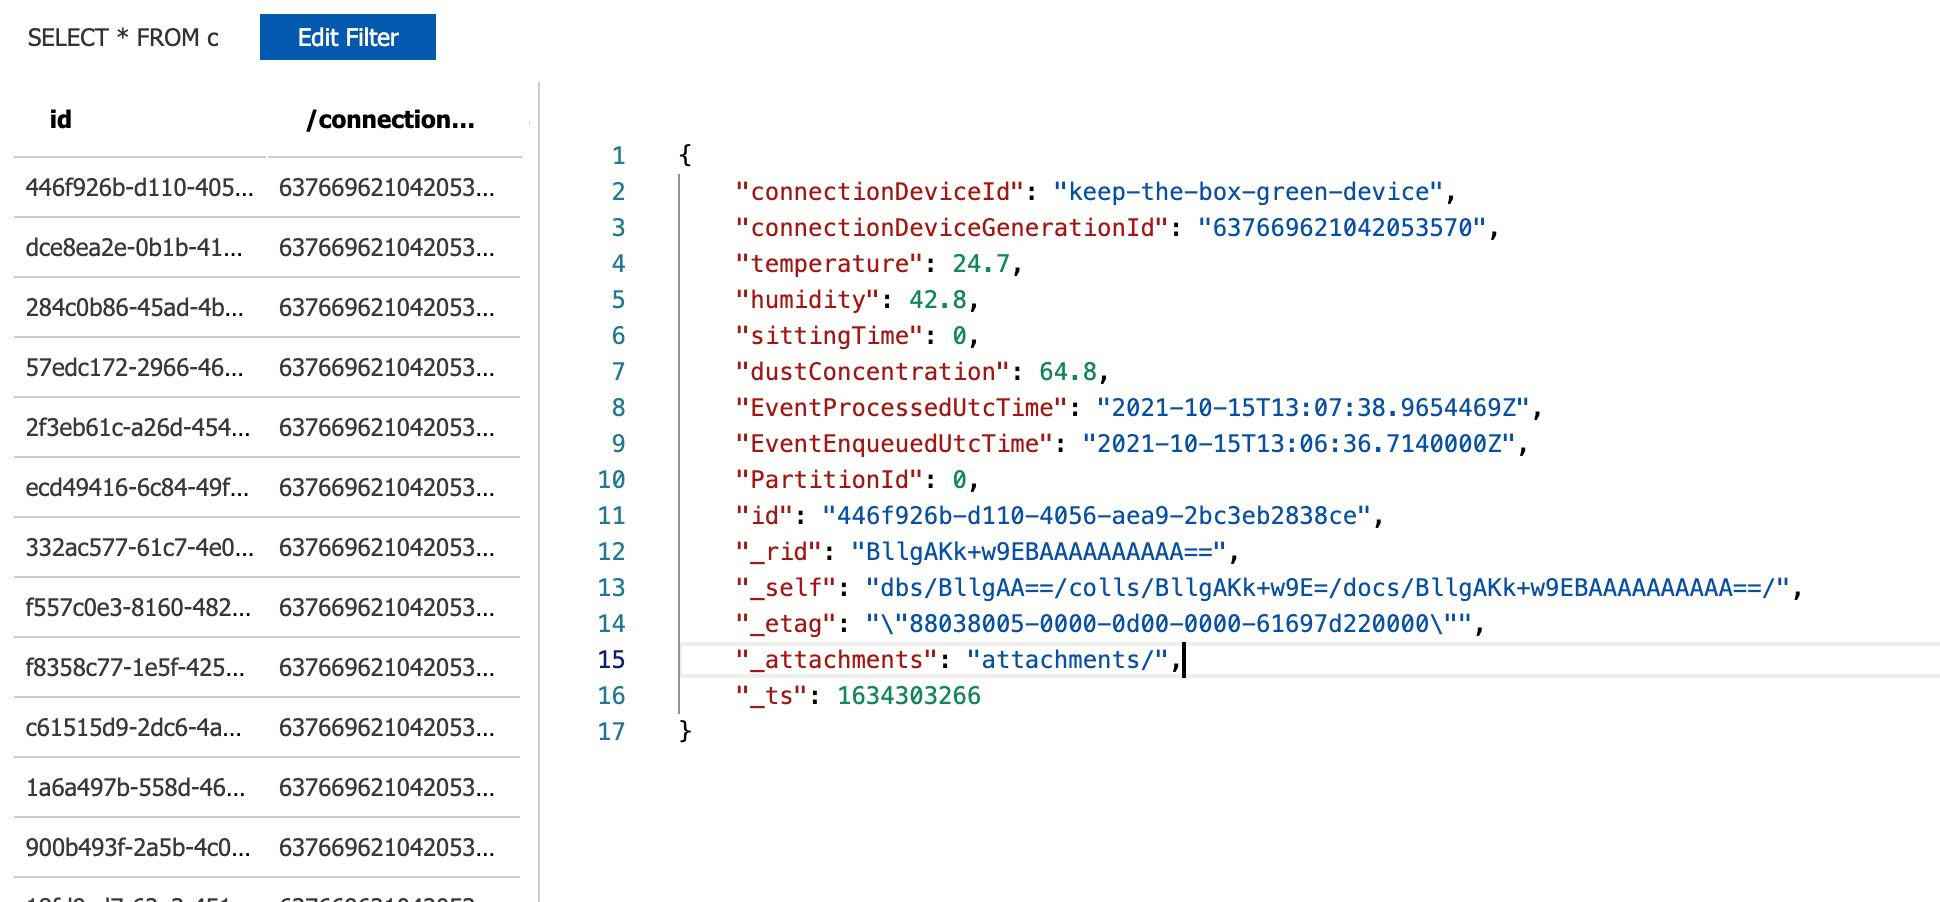 SELECT * FROM c Edit Filter
id /connection...
446f926b-d110-405... 637669621042053...
dce8ea2e-0b1b-41... 637669621042053...
284c0b86-45ad-4b... 637669621042053...
57edc172-2966-46... 637669621042053...
2f3eb61c-a26d-454... 637669621042053...
ecd49416-6c84-49f... 637669621042053...
332ac577-61c7-4e0... 637669621042053...
f557c0e3-8160-482... 637669621042053...
f8358c77-1e5f-425... 637669621042053...
c61515d9-2dc6-4a... 637669621042053...
1a6a497b-558d-46... 637669621042053...
900b493f-2a5b-4c0... 637669621042053...
1 {
2 "connectionDeviceId": "keep-the-box-green-device",
3 "connectionDeviceGenerationId": "637669621042053570",
4 "temperature": 24.7,
5 "humidity": 42.8,
6 "sittingTime": 0,
7 "dustConcentration": 64.8,
8 "EventProcessedUtcTime": "2021-10-15T13:07:38.9654469Z",
9 "EventEnqueuedUtcTime": "2021-10-15T13:06:36.7140000Z",
10 "PartitionId": 0,
11 "id": "446f926b-d110-4056-aea9-2bc3eb2838ce",
12 "_rid": "BllgAKk+w9EBAAAAAAAAAA==",
13 "_self": "dbs/BllgAA==/colls/BllgAKk+w9E=/docs/BllgAKk+w9EBAAAAAAAAAA==/",
14 "_etag": "\"88038005-0000-0d00-0000-61697d220000\"",
15 "_attachments": "attachments/",
16 "_ts": 1634303266
17 }